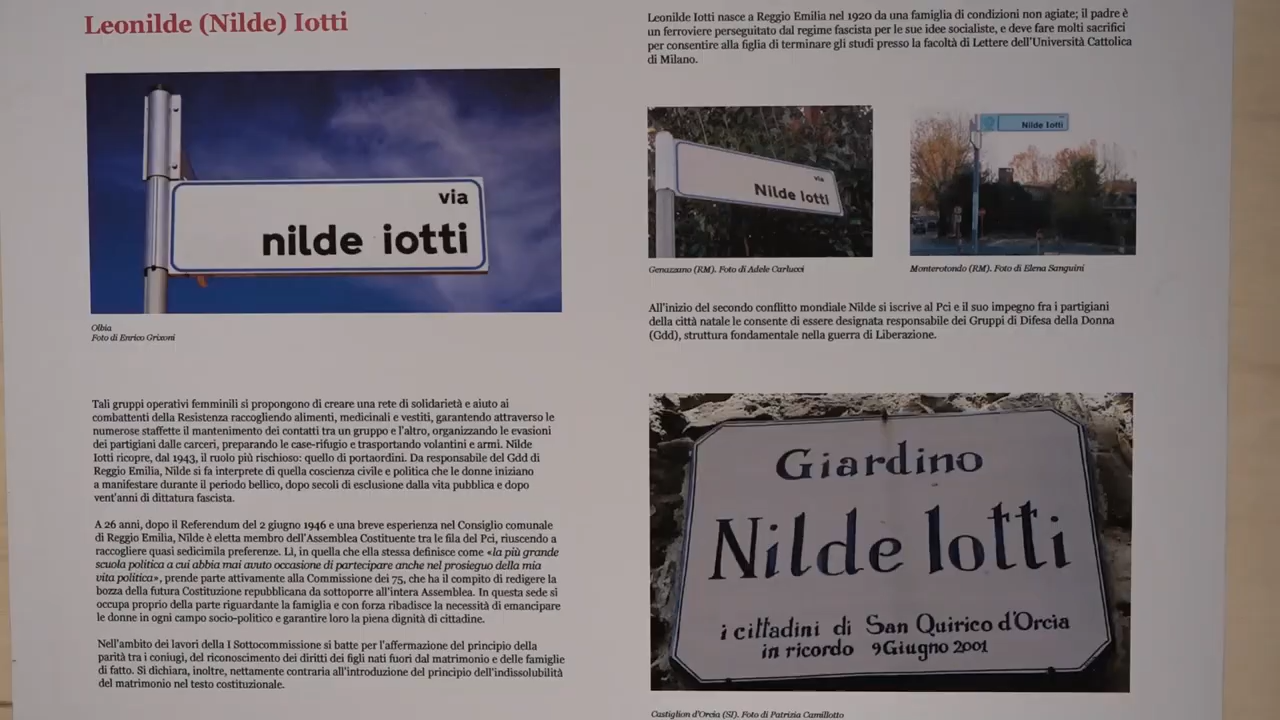 Leonilde (Nilde) Iotti
via
nilde iotti
Olbia
Foto di Enrico Grixoni
Tali gruppi operativi femminili si propongono di creare una rete di solidarietà e aiuto ai
combattenti della Resistenza raccogliendo alimenti, medicinali e vestiti, garantendo attraverso le
numerose staffette il mantenimento dei contatti tra un gruppo e l'altro, organizzando le evasioni
dei partigiani dalle carceri, preparando le case-rifugio e trasportando volantini e armi. Nilde
Iotti ricopre, dal 1943, il ruolo più rischioso: quello di portaordini. Da responsabile del Gdd di
Reggio Emilia, Nilde si fa interprete di quella coscienza civile e politica che le donne iniziano
a manifestare durante il periodo bellico, dopo secoli di esclusione dalla vita pubblica e dopo
vent'anni di dittatura fascista.
A 26 anni, dopo il Referendum del 2 giugno 1946 e una breve esperienza nel Consiglio comunale
di Reggio Emilia, Nilde è eletta membro dell'Assemblea Costituente tra le fila del Pci, riuscendo a
raccogliere quasi sedicimila preferenze. Lì, in quella che ella stessa definisce come «la più grande
scuola politica a cui abbia mai avuto occasione di partecipare anche nel prosieguo della mia
vita politica», prende parte attivamente alla Commissione dei 75, che ha il compito di redigere la
bozza della futura Costituzione repubblicana da sottoporre all'intera Assemblea. In questa sede si
occupa proprio della parte riguardante la famiglia e con forza ribadisce la necessità di emancipare
le donne in ogni campo socio-politico e garantire loro la piena dignità di cittadine.
Nell'ambito dei lavori della I Sottocommissione si batte per l'affermazione del principio della
parità tra i coniugi, del riconoscimento dei diritti dei figli nati fuori dal matrimonio e delle famiglie
di fatto. Si dichiara, inoltre, nettamente contraria all'introduzione del principio dell'indissolubilità
del matrimonio nel testo costituzionale.
Leonilde Iotti nasce a Reggio Emilia nel 1920 da una famiglia di condizioni non agiate; il padre è
un ferroviere perseguitato dal regime fascista per le sue idee socialiste, e deve fare molti sacrifici
per consentire alla figlia di terminare gli studi presso la facoltà di Lettere dell'Università Cattolica
di Milano.
via
Nilde Iotti
Nilde Iotti
Genazzano (RM). Foto di Adele Carlucci
Monterotondo (RM). Foto di Elena Sanguini
All'inizio del secondo conflitto mondiale Nilde si iscrive al Pci e il suo impegno fra i partigiani
della città natale le consente di essere designata responsabile dei Gruppi di Difesa della Donna
(Gdd), struttura fondamentale nella guerra di Liberazione.
Giardino
Nilde Iotti
i cittadini di San Quirico d'Orcia
in ricordo 9 Giugno 2001
Castiglion d'Orcia (SI). Foto di Patrizia Camillotto